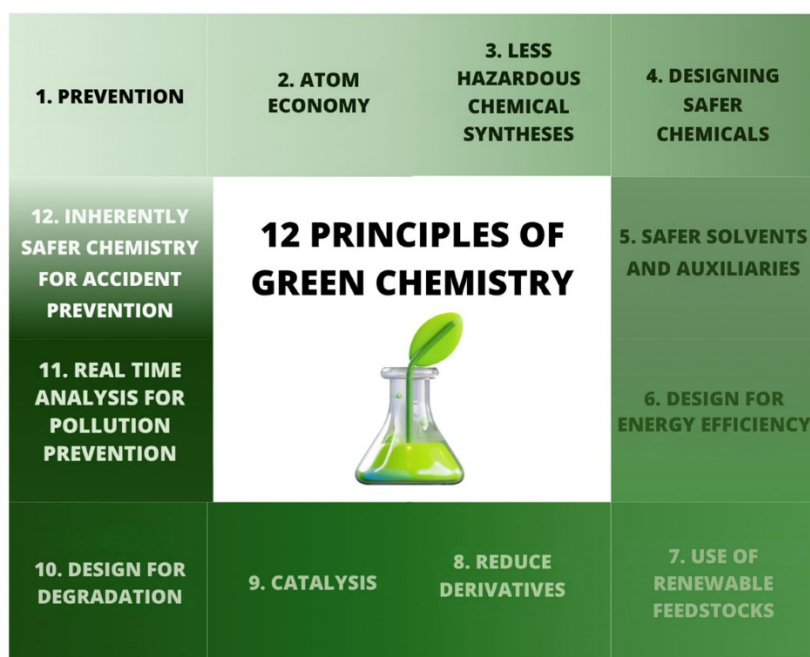 1. PREVENTION
2. ATOM
ECONOMY
3. LESS
HAZARDOUS
CHEMICAL
SYNTHESES
4. DESIGNING
SAFER
CHEMICALS
12. INHERENTLY
SAFER CHEMISTRY
FOR ACCIDENT
PREVENTION
12 PRINCIPLES OF
GREEN CHEMISTRY
5. SAFER SOLVENTS
AND AUXILIARIES
11. REAL TIME
ANALYSIS FOR
POLLUTION
PREVENTION
6. DESIGN FOR
ENERGY EFFICIENCY
10. DESIGN FOR
DEGRADATION
9. CATALYSIS
8. REDUCE
DERIVATIVES
7. USE OF
RENEWABLE
FEEDSTOCKS